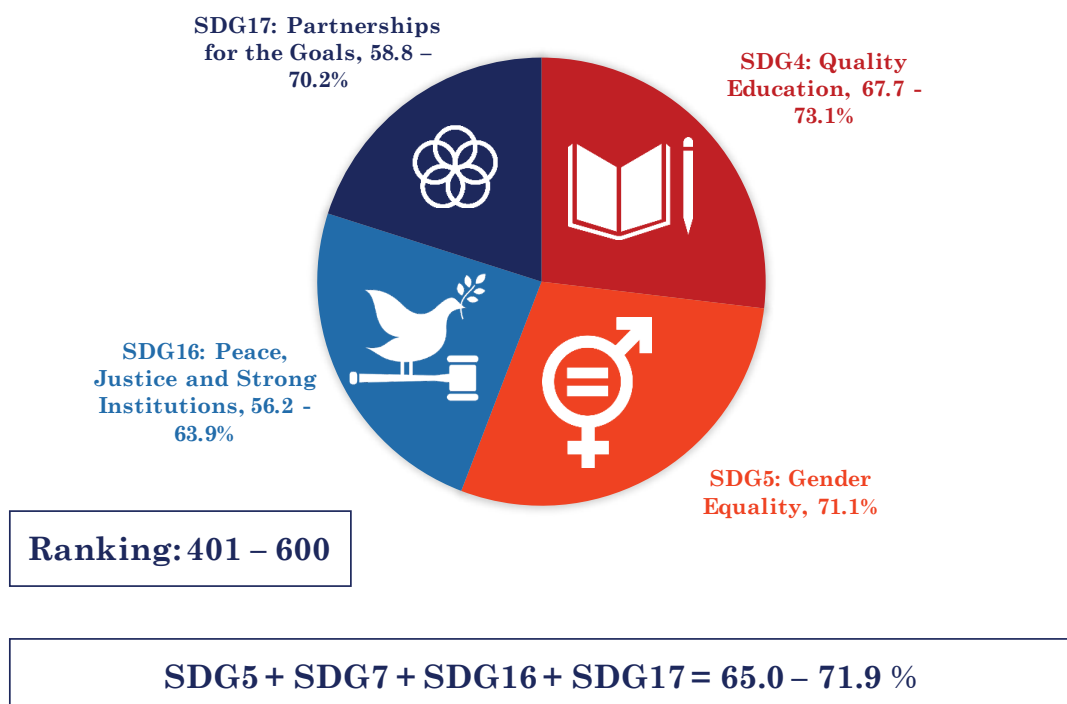 SDG17: Partnerships
for the Goals, 58.8 –
70.2%
SDG4: Quality
Education, 67.7 -
73.1%
SDG16: Peace,
Justice and Strong
Institutions, 56.2 -
63.9%
SDG5: Gender
Equality, 71.1%
Ranking: 401 – 600
SDG5 + SDG7 + SDG16 + SDG17 = 65.0 – 71.9 %